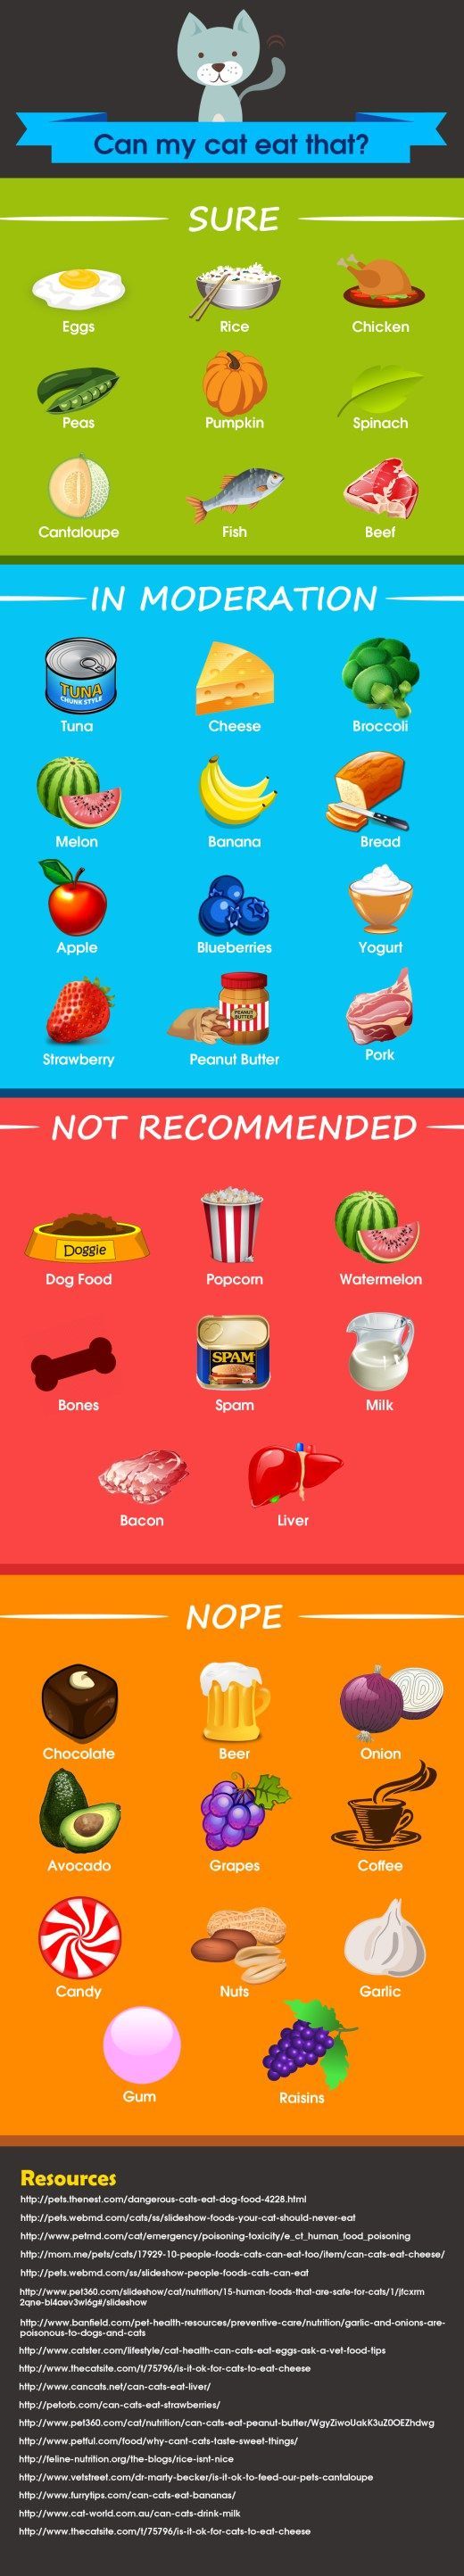 Can my cat eat that?
SURE
Eggs
Rice
Chicken
Peas
Pumpkin
Spinach
Cantaloupe
Fish
Beef
IN MODERATION
TUNA
CHUNK STYLE
Tuna
Cheese
Broccoli
Melon
Banana
Bread
Apple
Blueberries
Yogurt
PEANUT
BUTTER
Strawberry
Peanut Butter
Pork
NOT RECOMMENDED
Doggie
Dog Food
Popcorn
Watermelon
SPAM
Bones
Spam
Milk
Bacon
Liver
NOPE
Chocolate
Beer
Onion
Avocado
Grapes
Coffee
Candy
Nuts
Garlic
Gum
Raisins
Resources
http://pets.thenest.com/dangerous-cats-eat-dog-food-4228.html
http://pets.webmd.com/cats/ss/slideshow-foods-your-cat-should-never-eat
http://www.petmd.com/cat/emergency/poisoning-toxicity/e_ct_human_food_poisoning
http://mom.me/pets/cats/17929-10-people-foods-cats-can-eat-too/item/can-cats-eat-cheese/
http://pets.webmd.com/ss/slideshow-people-foods-cats-can-eat
http://www.pet360.com/slideshow/cat/nutrition/15-human-foods-that-are-safe-for-cats/1/jfcxrm
2qne-bl4aev3wl6g#/slideshow
http://www.banfield.com/pet-health-resources/preventive-care/nutrition/garlic-and-onions-are-
poisonous-to-dogs-and-cats
http://www.catster.com/lifestyle/cat-health-can-cats-eat-eggs-ask-a-vet-food-tips
http://www.thecatsite.com/t/75796/is-it-ok-for-cats-to-eat-cheese
http://www.cancats.net/can-cats-eat-liver/
http://petorb.com/can-cats-eat-strawberries/
http://www.pet360.com/cat/nutrition/can-cats-eat-peanut-butter/WgyZiwoUakK3uZ0OEZhdwg
http://www.petful.com/food/why-cant-cats-taste-sweet-things/
http://feline-nutrition.org/the-blogs/rice-isnt-nice
http://www.vetstreet.com/dr-marty-becker/is-it-ok-to-feed-our-pets-cantaloupe
http://www.furrytips.com/can-cats-eat-bananas/
http://www.cat-world.com.au/can-cats-drink-milk
http://www.thecatsite.com/t/75796/is-it-ok-for-cats-to-eat-cheese